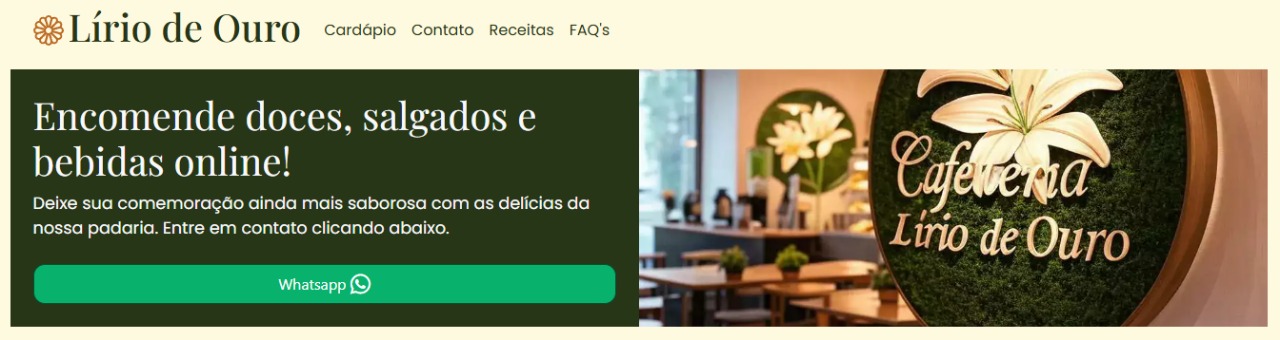 Lírio de Ouro
Cardápio Contato Receitas FAQ's
Encomende doces, salgados e
bebidas online!
Deixe sua comemoração ainda mais saborosa com as delícias da
nossa padaria. Entre em contato clicando abaixo.
Whatsapp
Cafeteria
Lírio de Ouro